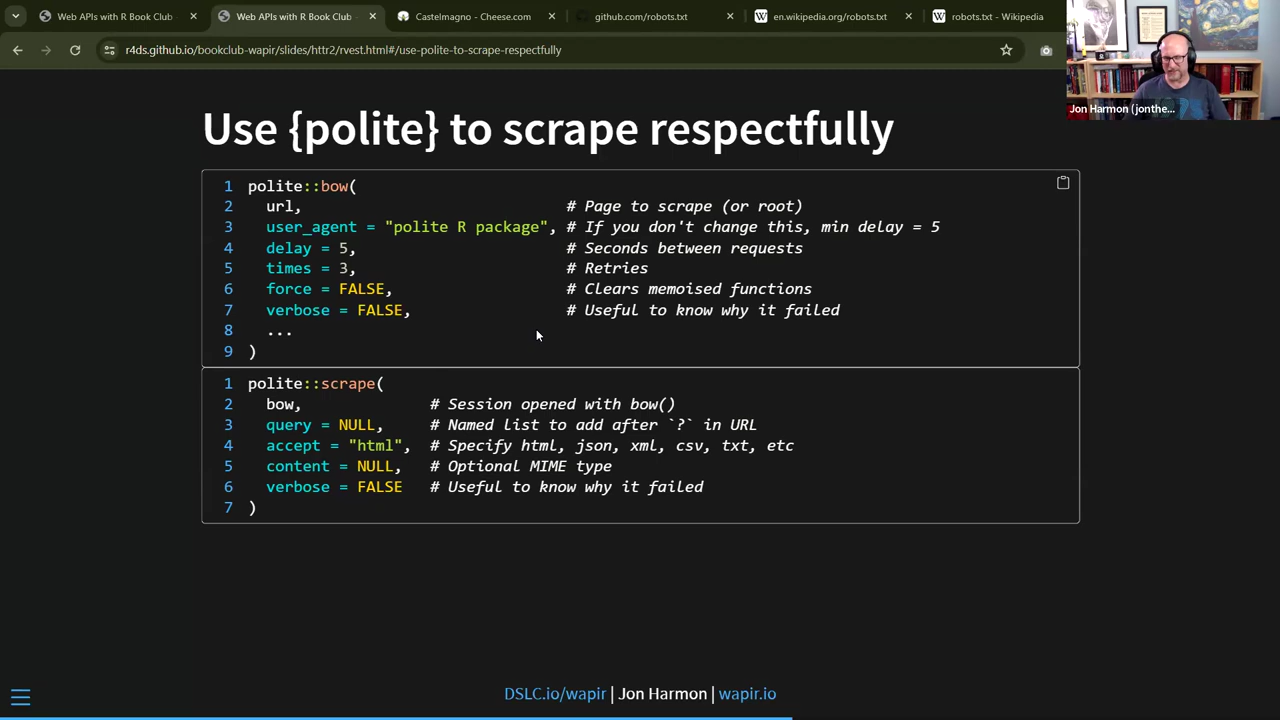 Web APIs with R Book Club
Web APIs with R Book Club
Castelmagno - Cheese.com
github.com/robots.txt
en.wikipedia.org/robots.txt
robots.txt - Wikipedia
r4ds.github.io/bookclub-wapir/slides/httr2/rvest.html#/use-polite-to-scrape-respectfully
Jon Harmon (jonthe...
Use {polite} to scrape respectfully
1 polite::bow(
2 url, # Page to scrape (or root)
3 user_agent = "polite R package", # If you don't change this, min delay = 5
4 delay = 5, # Seconds between requests
5 times = 3, # Retries
6 force = FALSE, # Clears memoised functions
7 verbose = FALSE, # Useful to know why it failed
8 ...
9 )
1 polite::scrape(
2 bow, # Session opened with bow()
3 query = NULL, # Named list to add after `?` in URL
4 accept = "html", # Specify html, json, xml, csv, txt, etc
5 content = NULL, # Optional MIME type
6 verbose = FALSE # Useful to know why it failed
7 )
DSLC.io/wapir | Jon Harmon | wapir.io